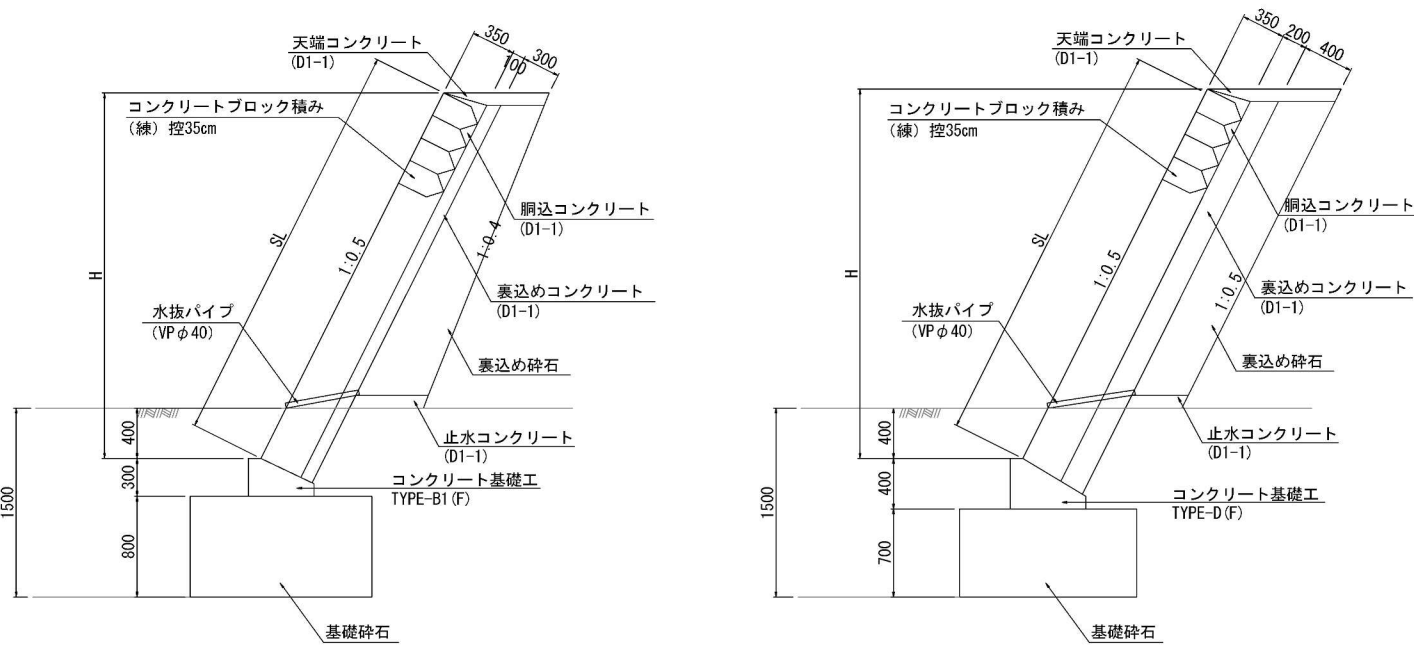 天端コンクリート
(D1-1)
350
100
300
コンクリートブロック積み
(練) 控35cm
胴込コンクリート
(D1-1)
SL
1:0.5
1:0.4
H
裏込めコンクリート
(D1-1)
水抜パイプ
(VPφ40)
裏込め砕石
止水コンクリート
(D1-1)
400
300
800
1500
コンクリート基礎工
TYPE-B1(F)
基礎砕石
天端コンクリート
(D1-1)
350
200
400
コンクリートブロック積み
(練) 控35cm
胴込コンクリート
(D1-1)
SL
1:0.5
1:0.5
H
裏込めコンクリート
(D1-1)
水抜パイプ
(VPφ40)
裏込め砕石
止水コンクリート
(D1-1)
400
400
700
1500
コンクリート基礎工
TYPE-D(F)
基礎砕石